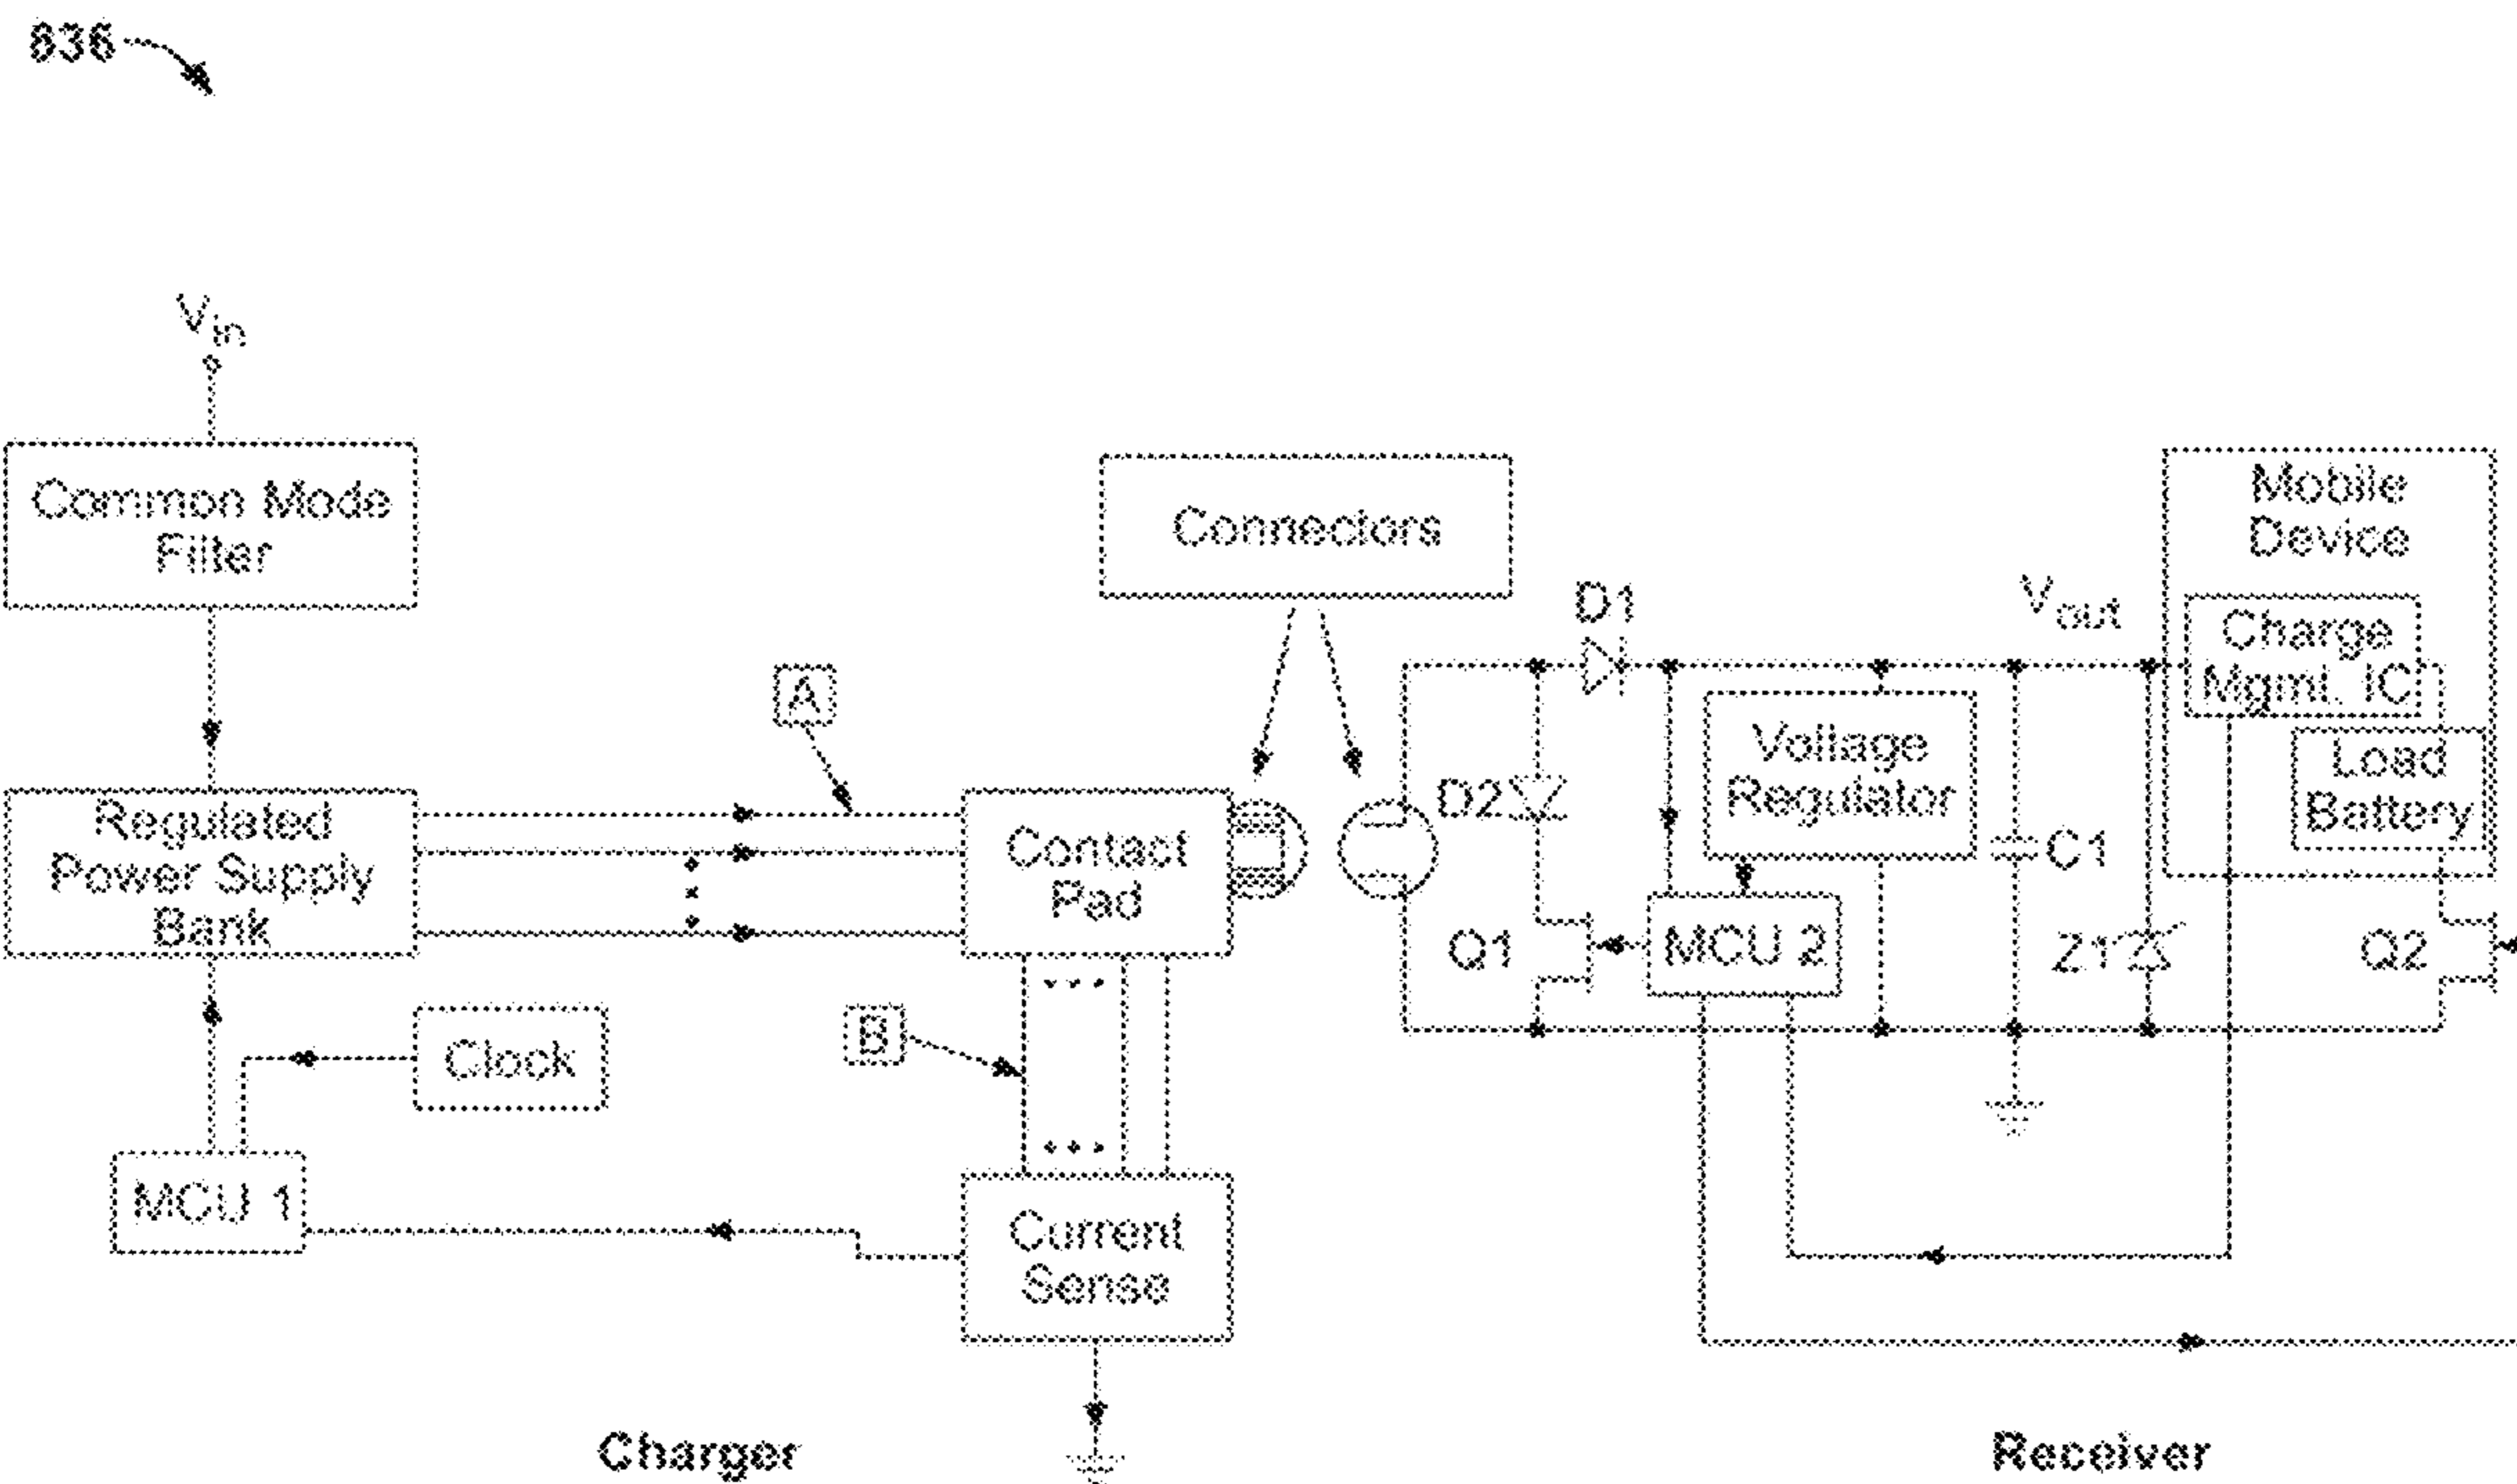 836
Vin
Common Mode
Filter
Connectors
Mobile
Device
D1
Vout
Charge
Mgmt. IC
A
Voltage
Regulator
Load
Battery
D2
Regulated
Power Supply
Bank
Contact
Pad
C1
Q1
MCU 2
Z1
Q2
B
Clock
MCU 1
Current
Sense
Charger
Receiver